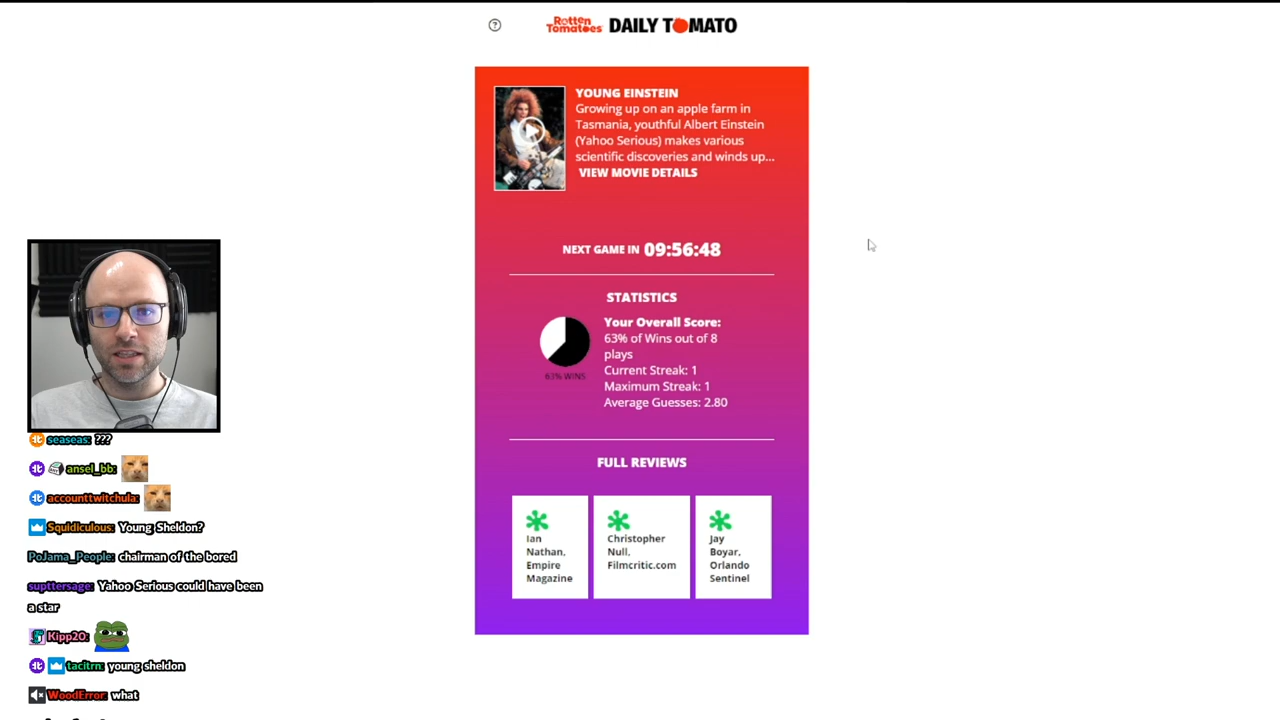 Rotten Tomatoes DAILY TOMATO
YOUNG EINSTEIN
Growing up on an apple farm in
Tasmania, youthful Albert Einstein
(Yahoo Serious) makes various
scientific discoveries and winds up...
VIEW MOVIE DETAILS
NEXT GAME IN 09:56:48
STATISTICS
63% WINS
Your Overall Score:
63% of Wins out of 8
plays
Current Streak: 1
Maximum Streak: 1
Average Guesses: 2.80
FULL REVIEWS
Ian
Nathan,
Empire
Magazine
Christopher
Null,
Filmcritic.com
Jay
Boyar,
Orlando
Sentinel
seaseas: ???
ansel_bb:
accounttwitchula:
Squidiculous: Young Sheldon?
PoJama_People: chairman of the bored
supttersage: Yahoo Serious could have been
a star
Kipp20:
tacitrn: young sheldon
WoodError: what